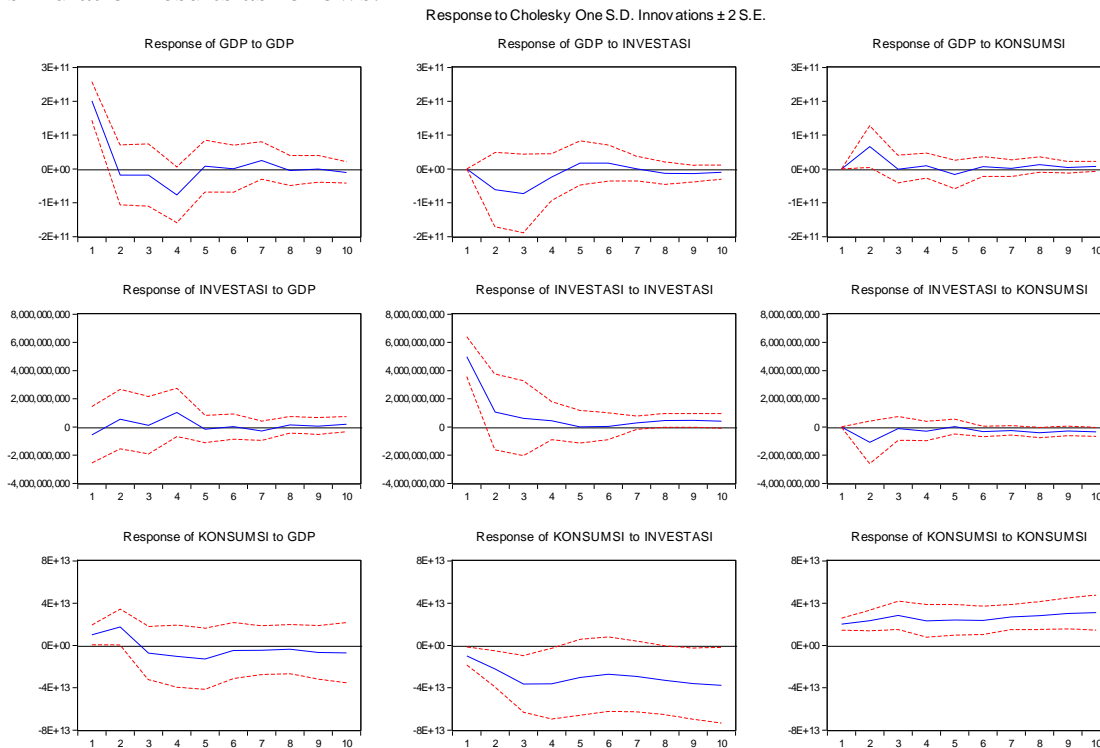 Response to Cholesky One S.D. Innovations ± 2 S.E.
Response of GDP to GDP
3E+11
2E+11
1E+11
0E+00
-1E+11
-2E+11
1 2 3 4 5 6 7 8 9 10
Response of GDP to INVESTASI
3E+11
2E+11
1E+11
0E+00
-1E+11
-2E+11
1 2 3 4 5 6 7 8 9 10
Response of GDP to KONSUMSI
3E+11
2E+11
1E+11
0E+00
-1E+11
-2E+11
1 2 3 4 5 6 7 8 9 10
Response of INVESTASI to GDP
8,000,000,000
6,000,000,000
4,000,000,000
2,000,000,000
0
-2,000,000,000
-4,000,000,000
1 2 3 4 5 6 7 8 9 10
Response of INVESTASI to INVESTASI
8,000,000,000
6,000,000,000
4,000,000,000
2,000,000,000
0
-2,000,000,000
-4,000,000,000
1 2 3 4 5 6 7 8 9 10
Response of INVESTASI to KONSUMSI
8,000,000,000
6,000,000,000
4,000,000,000
2,000,000,000
0
-2,000,000,000
-4,000,000,000
1 2 3 4 5 6 7 8 9 10
Response of KONSUMSI to GDP
8E+13
4E+13
0E+00
-4E+13
-8E+13
1 2 3 4 5 6 7 8 9 10
Response of KONSUMSI to INVESTASI
8E+13
4E+13
0E+00
-4E+13
-8E+13
1 2 3 4 5 6 7 8 9 10
Response of KONSUMSI to KONSUMSI
8E+13
4E+13
0E+00
-4E+13
-8E+13
1 2 3 4 5 6 7 8 9 10